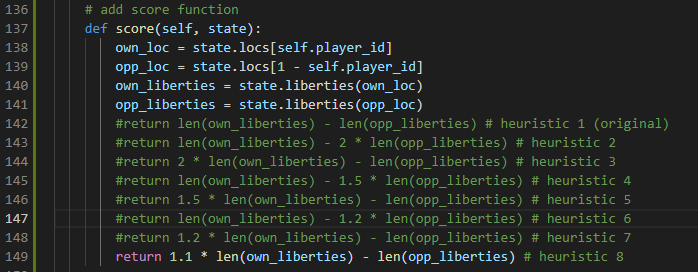 136 # add score function
137 def score(self, state):
138 own_loc = state.locs[self.player_id]
139 opp_loc = state.locs[1 - self.player_id]
140 own_liberties = state.liberties(own_loc)
141 opp_liberties = state.liberties(opp_loc)
142 #return len(own_liberties) - len(opp_liberties) # heuristic 1 (original)
143 #return len(own_liberties) - 2 * len(opp_liberties) # heuristic 2
144 #return 2 * len(own_liberties) - len(opp_liberties) # heuristic 3
145 #return len(own_liberties) - 1.5 * len(opp_liberties) # heuristic 4
146 #return 1.5 * len(own_liberties) - len(opp_liberties) # heuristic 5
147 #return len(own_liberties) - 1.2 * len(opp_liberties) # heuristic 6
148 #return 1.2 * len(own_liberties) - len(opp_liberties) # heuristic 7
149 return 1.1 * len(own_liberties) - len(opp_liberties) # heuristic 8